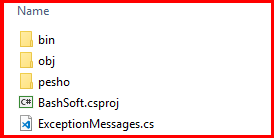 Name
bin
obj
pesho
C# BashSoft.csproj
ExceptionMessages.cs